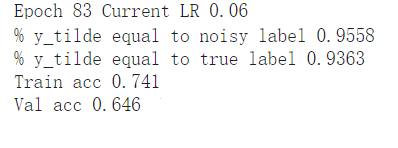 Epoch 83 Current LR 0.06
% y_tilde equal to noisy label 0.9558
% y_tilde equal to true label 0.9363
Train acc 0.741
Val acc 0.646